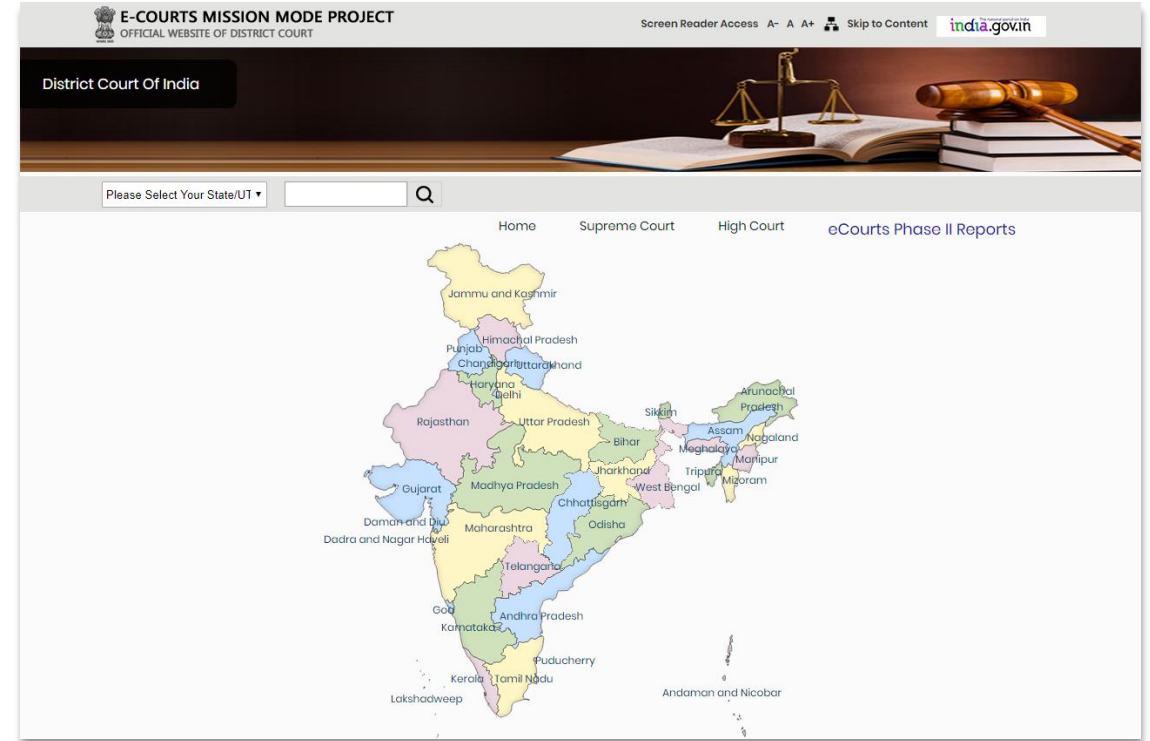 E-COURTS MISSION MODE PROJECT
OFFICIAL WEBSITE OF DISTRICT COURT
Screen Reader Access A- A A+ Skip to Content india.gov.in
District Court Of India
Please Select Your State/UT
Home Supreme Court High Court eCourts Phase II Reports
Jammu and Kashmir
Himachal Pradesh
Punjab
Chandigarh Uttarakhand
Haryana
Delhi
Arunachal
Pradesh
Sikkim
Rajasthan
Uttar Pradesh
Assam
Nagaland
Bihar
Meghalaya
Manipur
Jharkhand
Tripura
Gujarat
Madhya Pradesh
West Bengal
Mizoram
Chhattisgarh
Daman and Diu
Maharashtra
Odisha
Dadra and Nagar Haveli
Telangana
Goa
Andhra Pradesh
Karnataka
Puducherry
Kerala
Tamil Nadu
Lakshadweep
Andaman and Nicobar